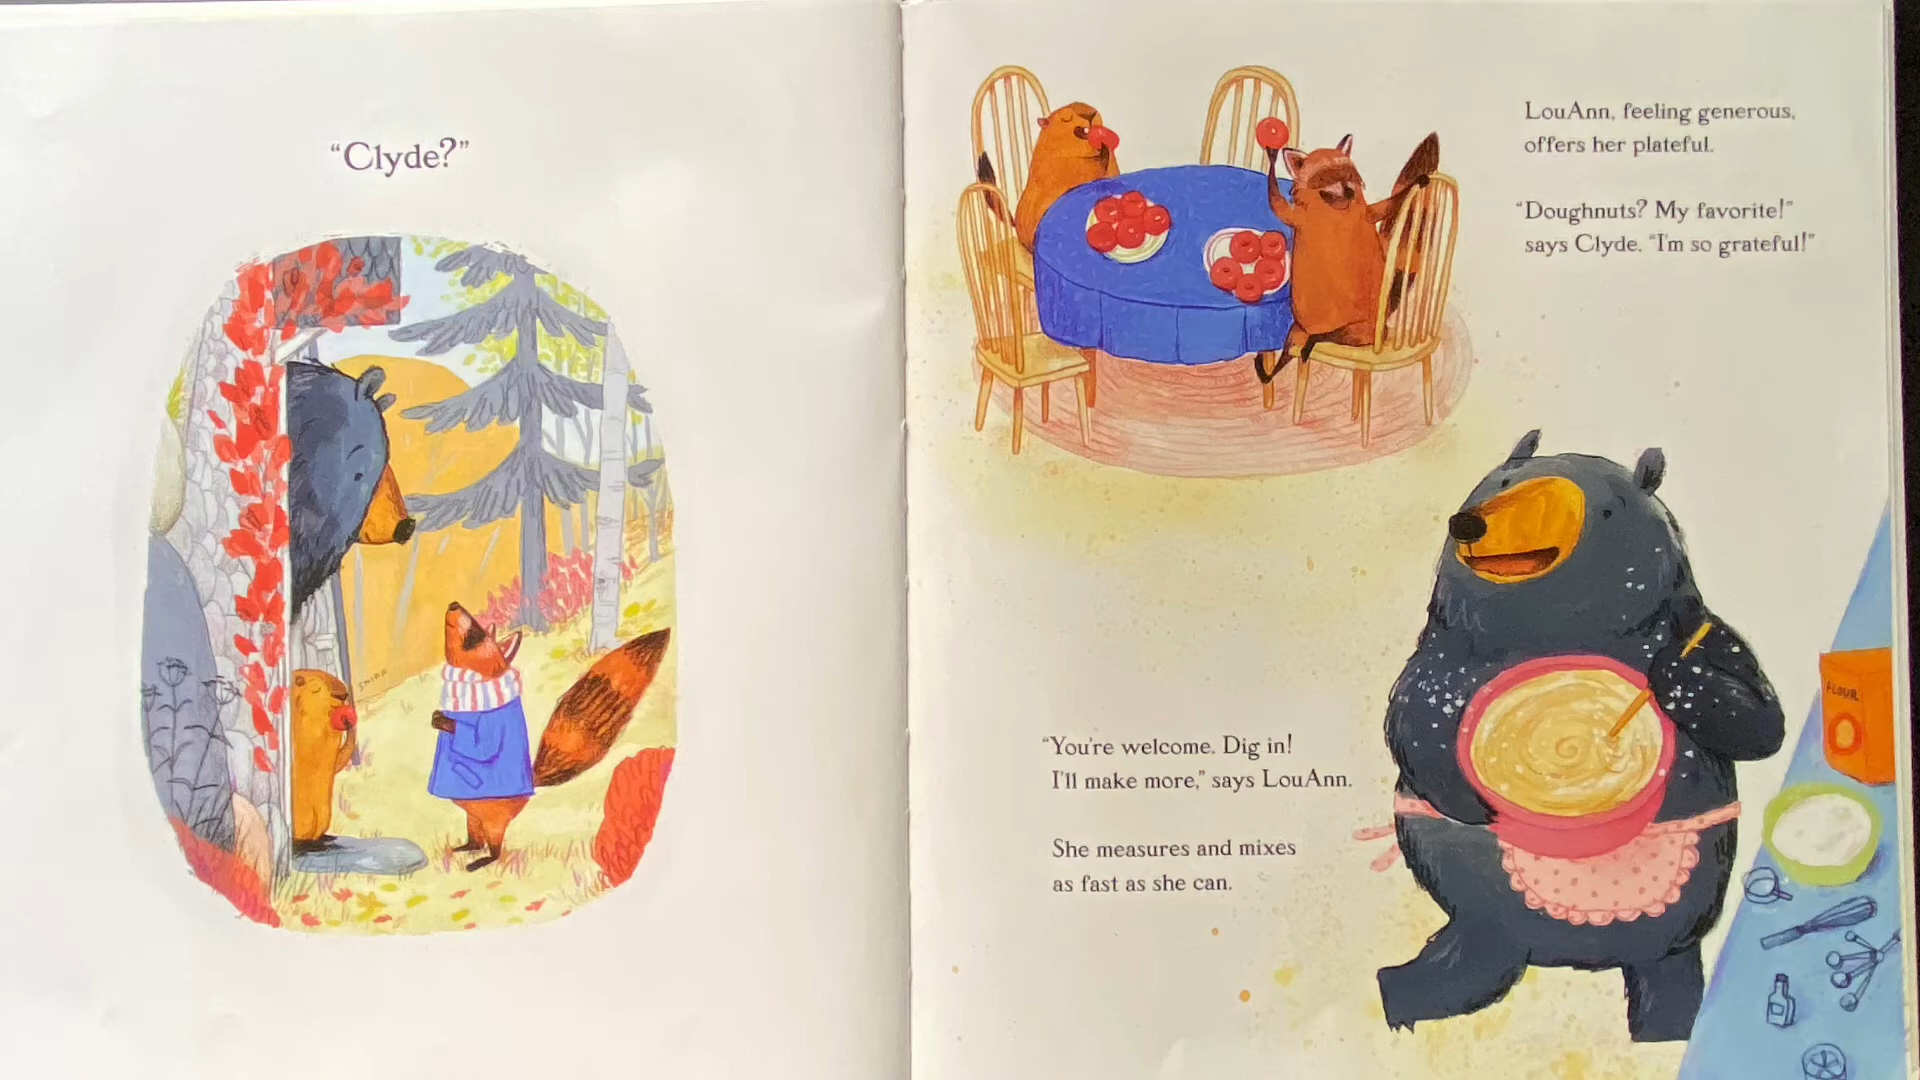 “Clyde?”
SNIFF
LouAnn, feeling generous,
offers her plateful.
“Doughnuts? My favorite!”
says Clyde. “I'm so grateful!”
“You're welcome. Dig in!
I'll make more,” says LouAnn.
She measures and mixes
as fast as she can.
FLOUR